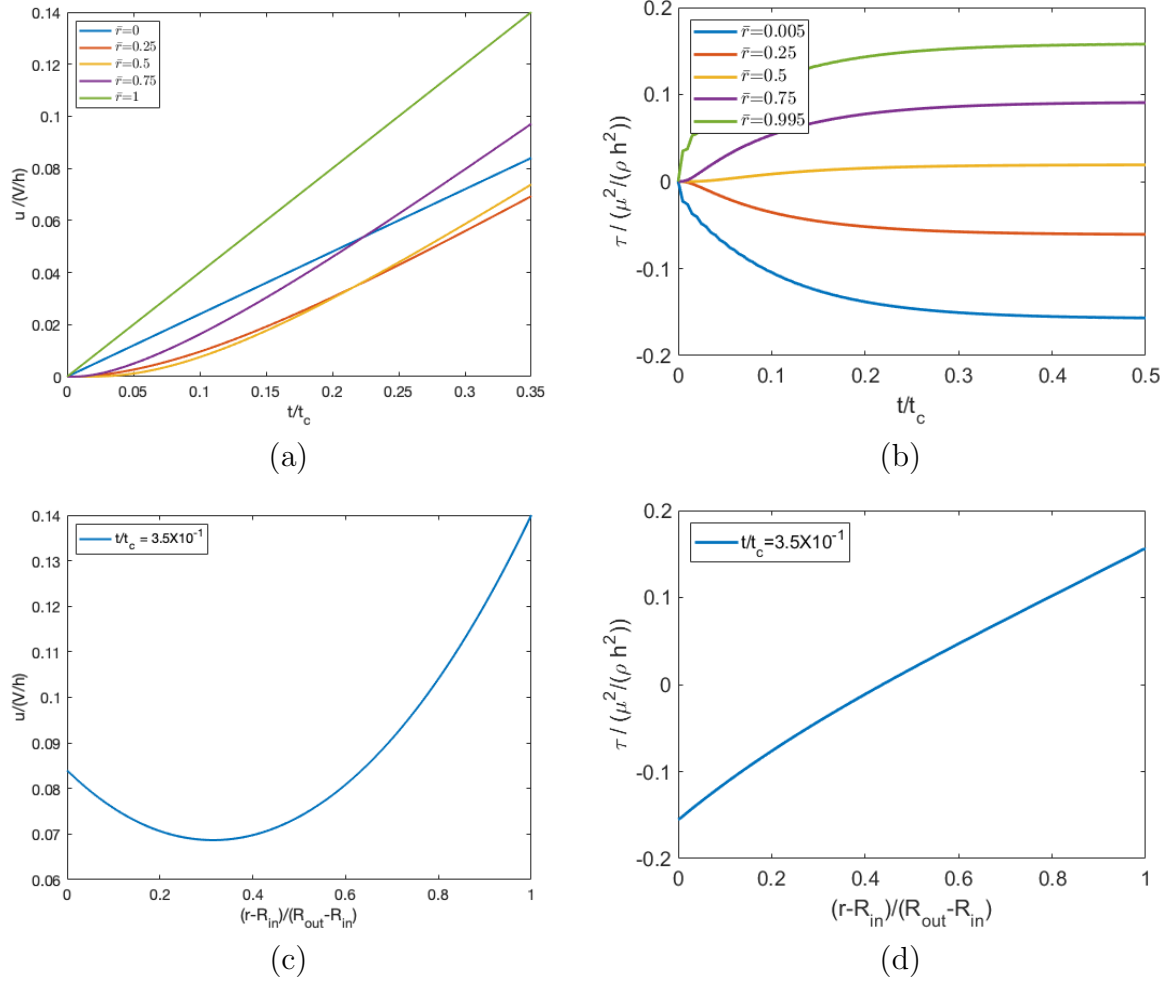 0.14
0.12
0.1
0.08
0.06
0.04
0.02
0
u /(V/h)
r̄=0
r̄=0.25
r̄=0.5
r̄=0.75
r̄=1
0 0.05 0.1 0.15 0.2 0.25 0.3 0.35
t/t_c
(a)
0.2
0.1
0
-0.1
-0.2
τ / (μ² /(ρ h²))
r̄=0.005
r̄=0.25
r̄=0.5
r̄=0.75
r̄=0.995
0 0.1 0.2 0.3 0.4 0.5
t/t_c
(b)
0.14
0.13
0.12
0.11
0.1
0.09
0.08
0.07
0.06
u/(V/h)
t/t_c = 3.5X10⁻¹
0 0.2 0.4 0.6 0.8 1
(r-R_in)/(R_out-R_in)
(c)
0.2
0.1
0
-0.1
-0.2
τ / (μ² /(ρ h²))
t/t_c=3.5X10⁻¹
0 0.2 0.4 0.6 0.8 1
(r-R_in)/(R_out-R_in)
(d)